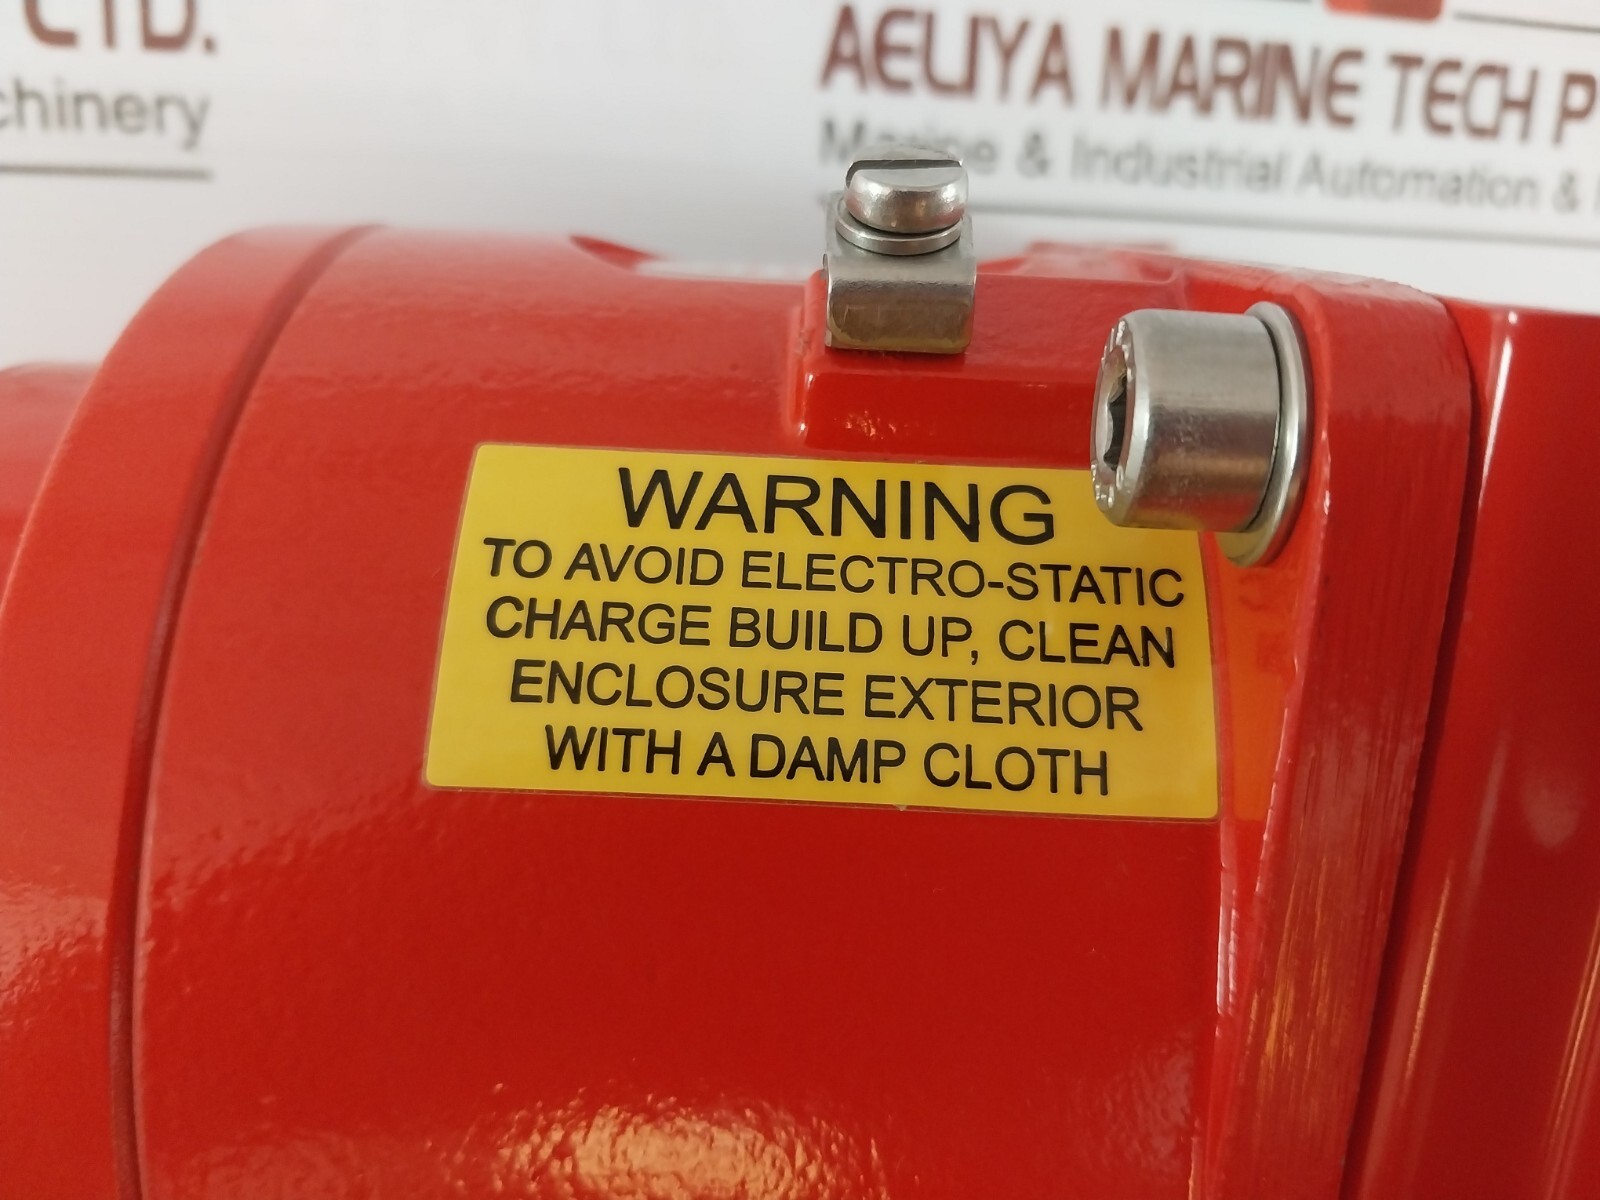 LTD.
chinery
AELIYA MARINE TECH P
Marine & Industrial Automation &
WARNING
TO AVOID ELECTRO-STATIC
CHARGE BUILD UP, CLEAN
ENCLOSURE EXTERIOR
WITH A DAMP CLOTH